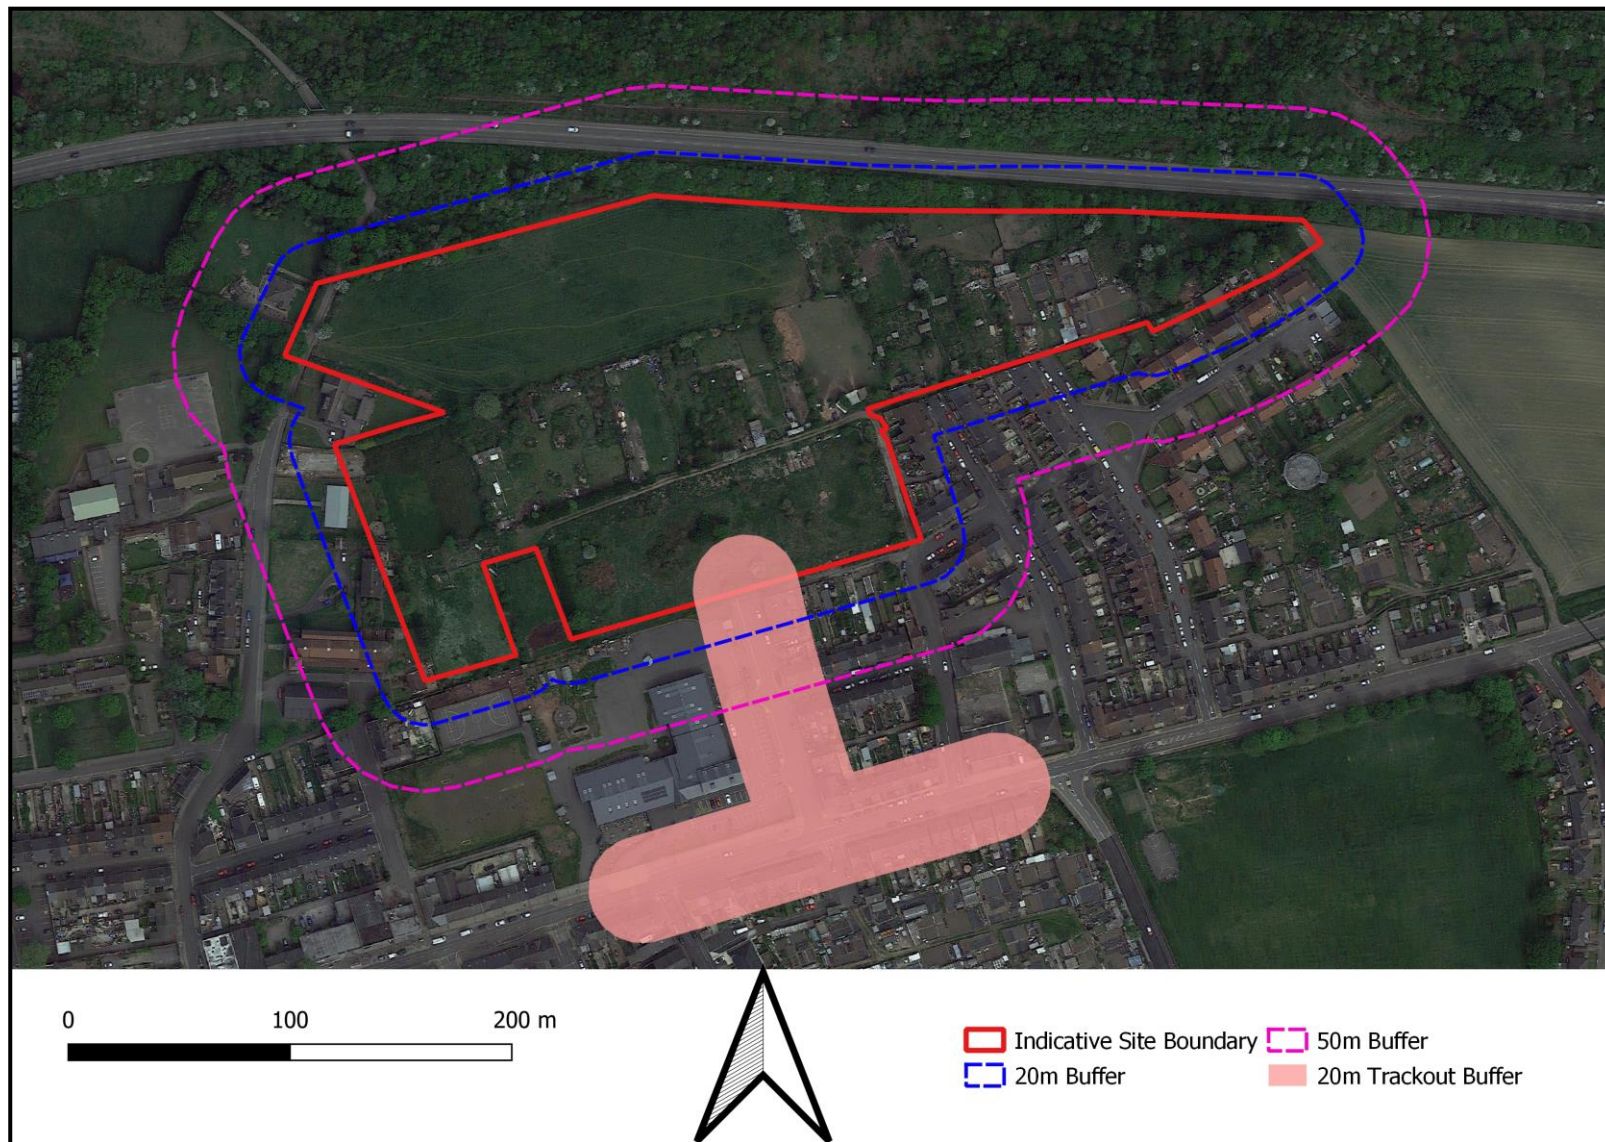 0 100 200 m
Indicative Site Boundary 50m Buffer
20m Buffer 20m Trackout Buffer